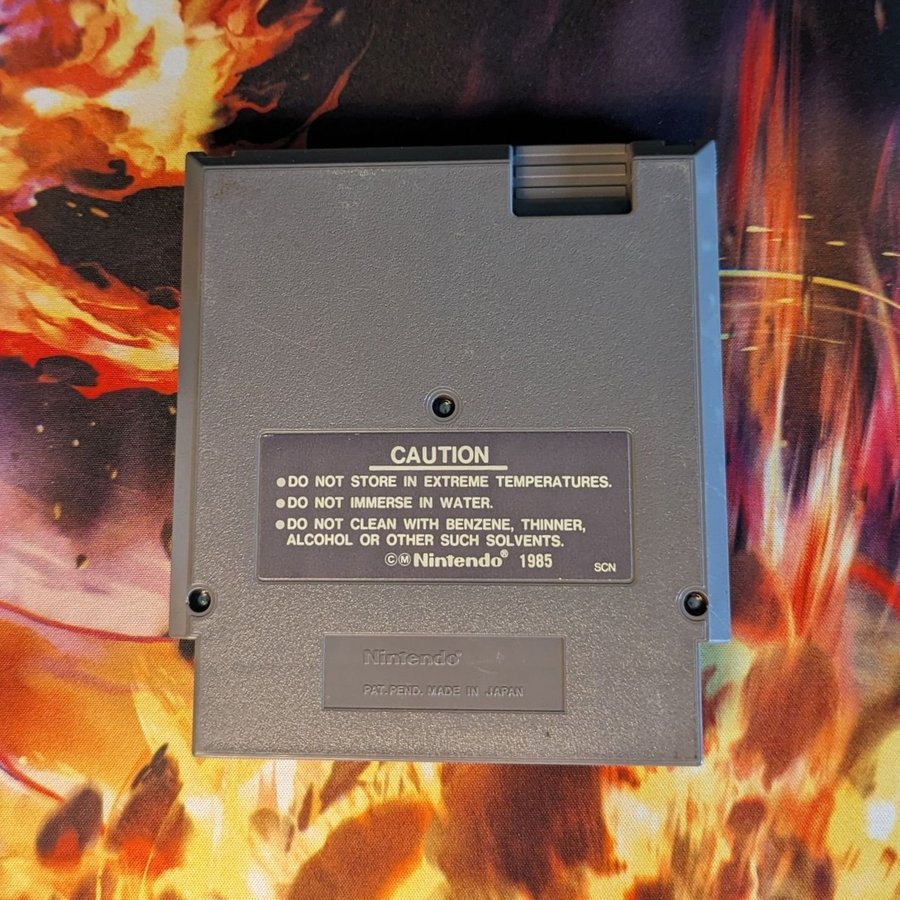 CAUTION
●DO NOT STORE IN EXTREME TEMPERATURES.
●DO NOT IMMERSE IN WATER.
●DO NOT CLEAN WITH BENZENE, THINNER,
ALCOHOL OR OTHER SUCH SOLVENTS.
©Ⓜ Nintendo® 1985
SCN
Nintendo®
PAT. PEND. MADE IN JAPAN